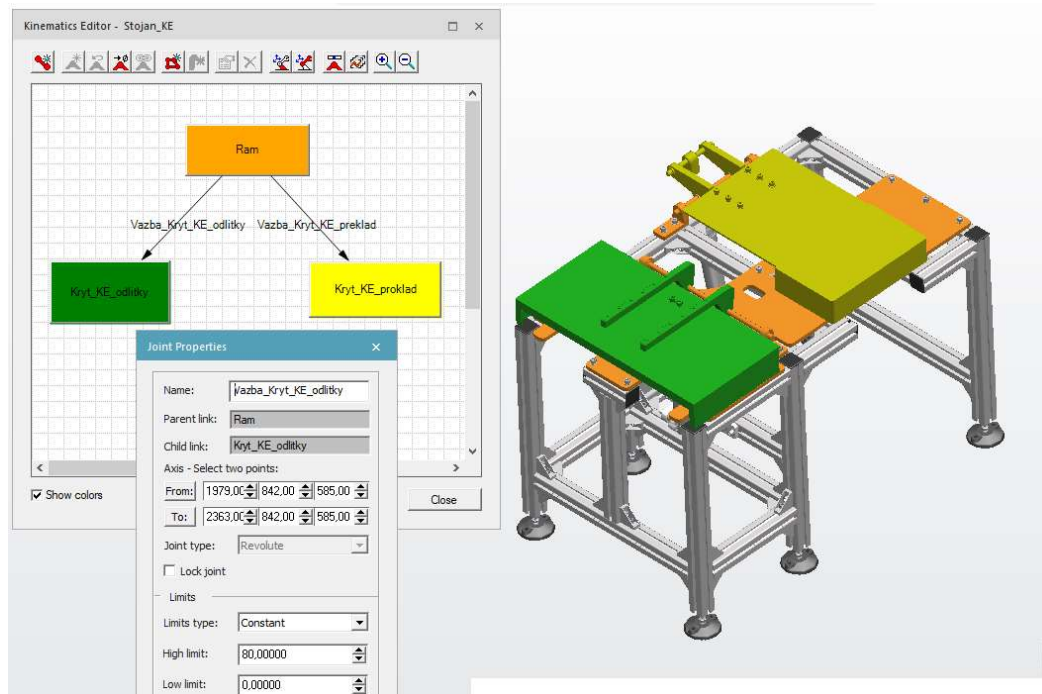 Kinematics Editor - Stojan_KE
Ram
Vazba_Kryt_KE_odlitky Vazba_Kryt_KE_preklad
Kryt_KE_odlitky
Kryt_KE_proklad
Joint Properties
Name: Vazba_Kryt_KE_odlitky
Parent link: Ram
Child link: Kryt_KE_odlitky
Axis - Select two points:
From: 1979,00 842,00 585,00
To: 2363,00 842,00 585,00
Joint type: Revolute
Lock joint
Limits
Limits type: Constant
High limit: 80,00000
Low limit: 0,00000
Show colors
Close